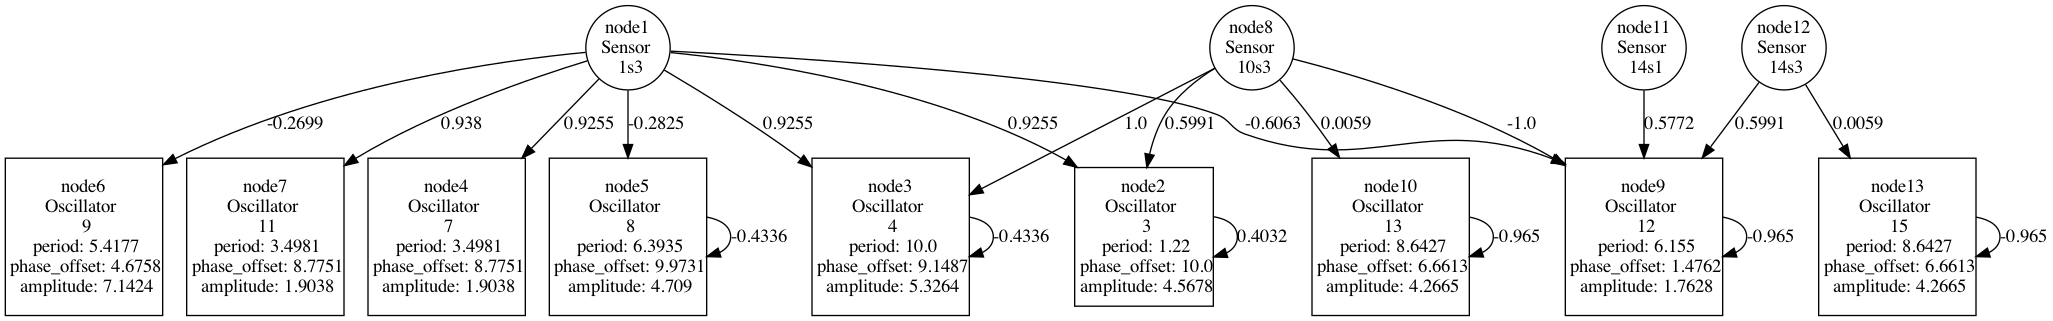 node1
Sensor
1s3
node8
Sensor
10s3
node11
Sensor
14s1
node12
Sensor
14s3
-0.2699
0.938
0.9255
-0.2825
0.9255
0.9255
1.0
0.5991
-0.6063
0.0059
-1.0
0.5772
0.5991
0.0059
node6
Oscillator
9
period: 5.4177
phase_offset: 4.6758
amplitude: 7.1424
node7
Oscillator
11
period: 3.4981
phase_offset: 8.7751
amplitude: 1.9038
node4
Oscillator
7
period: 3.4981
phase_offset: 8.7751
amplitude: 1.9038
node5
Oscillator
8
period: 6.3935
phase_offset: 9.9731
amplitude: 4.709
-0.4336
node3
Oscillator
4
period: 10.0
phase_offset: 9.1487
amplitude: 5.3264
-0.4336
node2
Oscillator
3
period: 1.22
phase_offset: 10.0
amplitude: 4.5678
0.4032
node10
Oscillator
13
period: 8.6427
phase_offset: 6.6613
amplitude: 4.2665
-0.965
node9
Oscillator
12
period: 6.155
phase_offset: 1.4762
amplitude: 1.7628
-0.965
node13
Oscillator
15
period: 8.6427
phase_offset: 6.6613
amplitude: 4.2665
-0.965